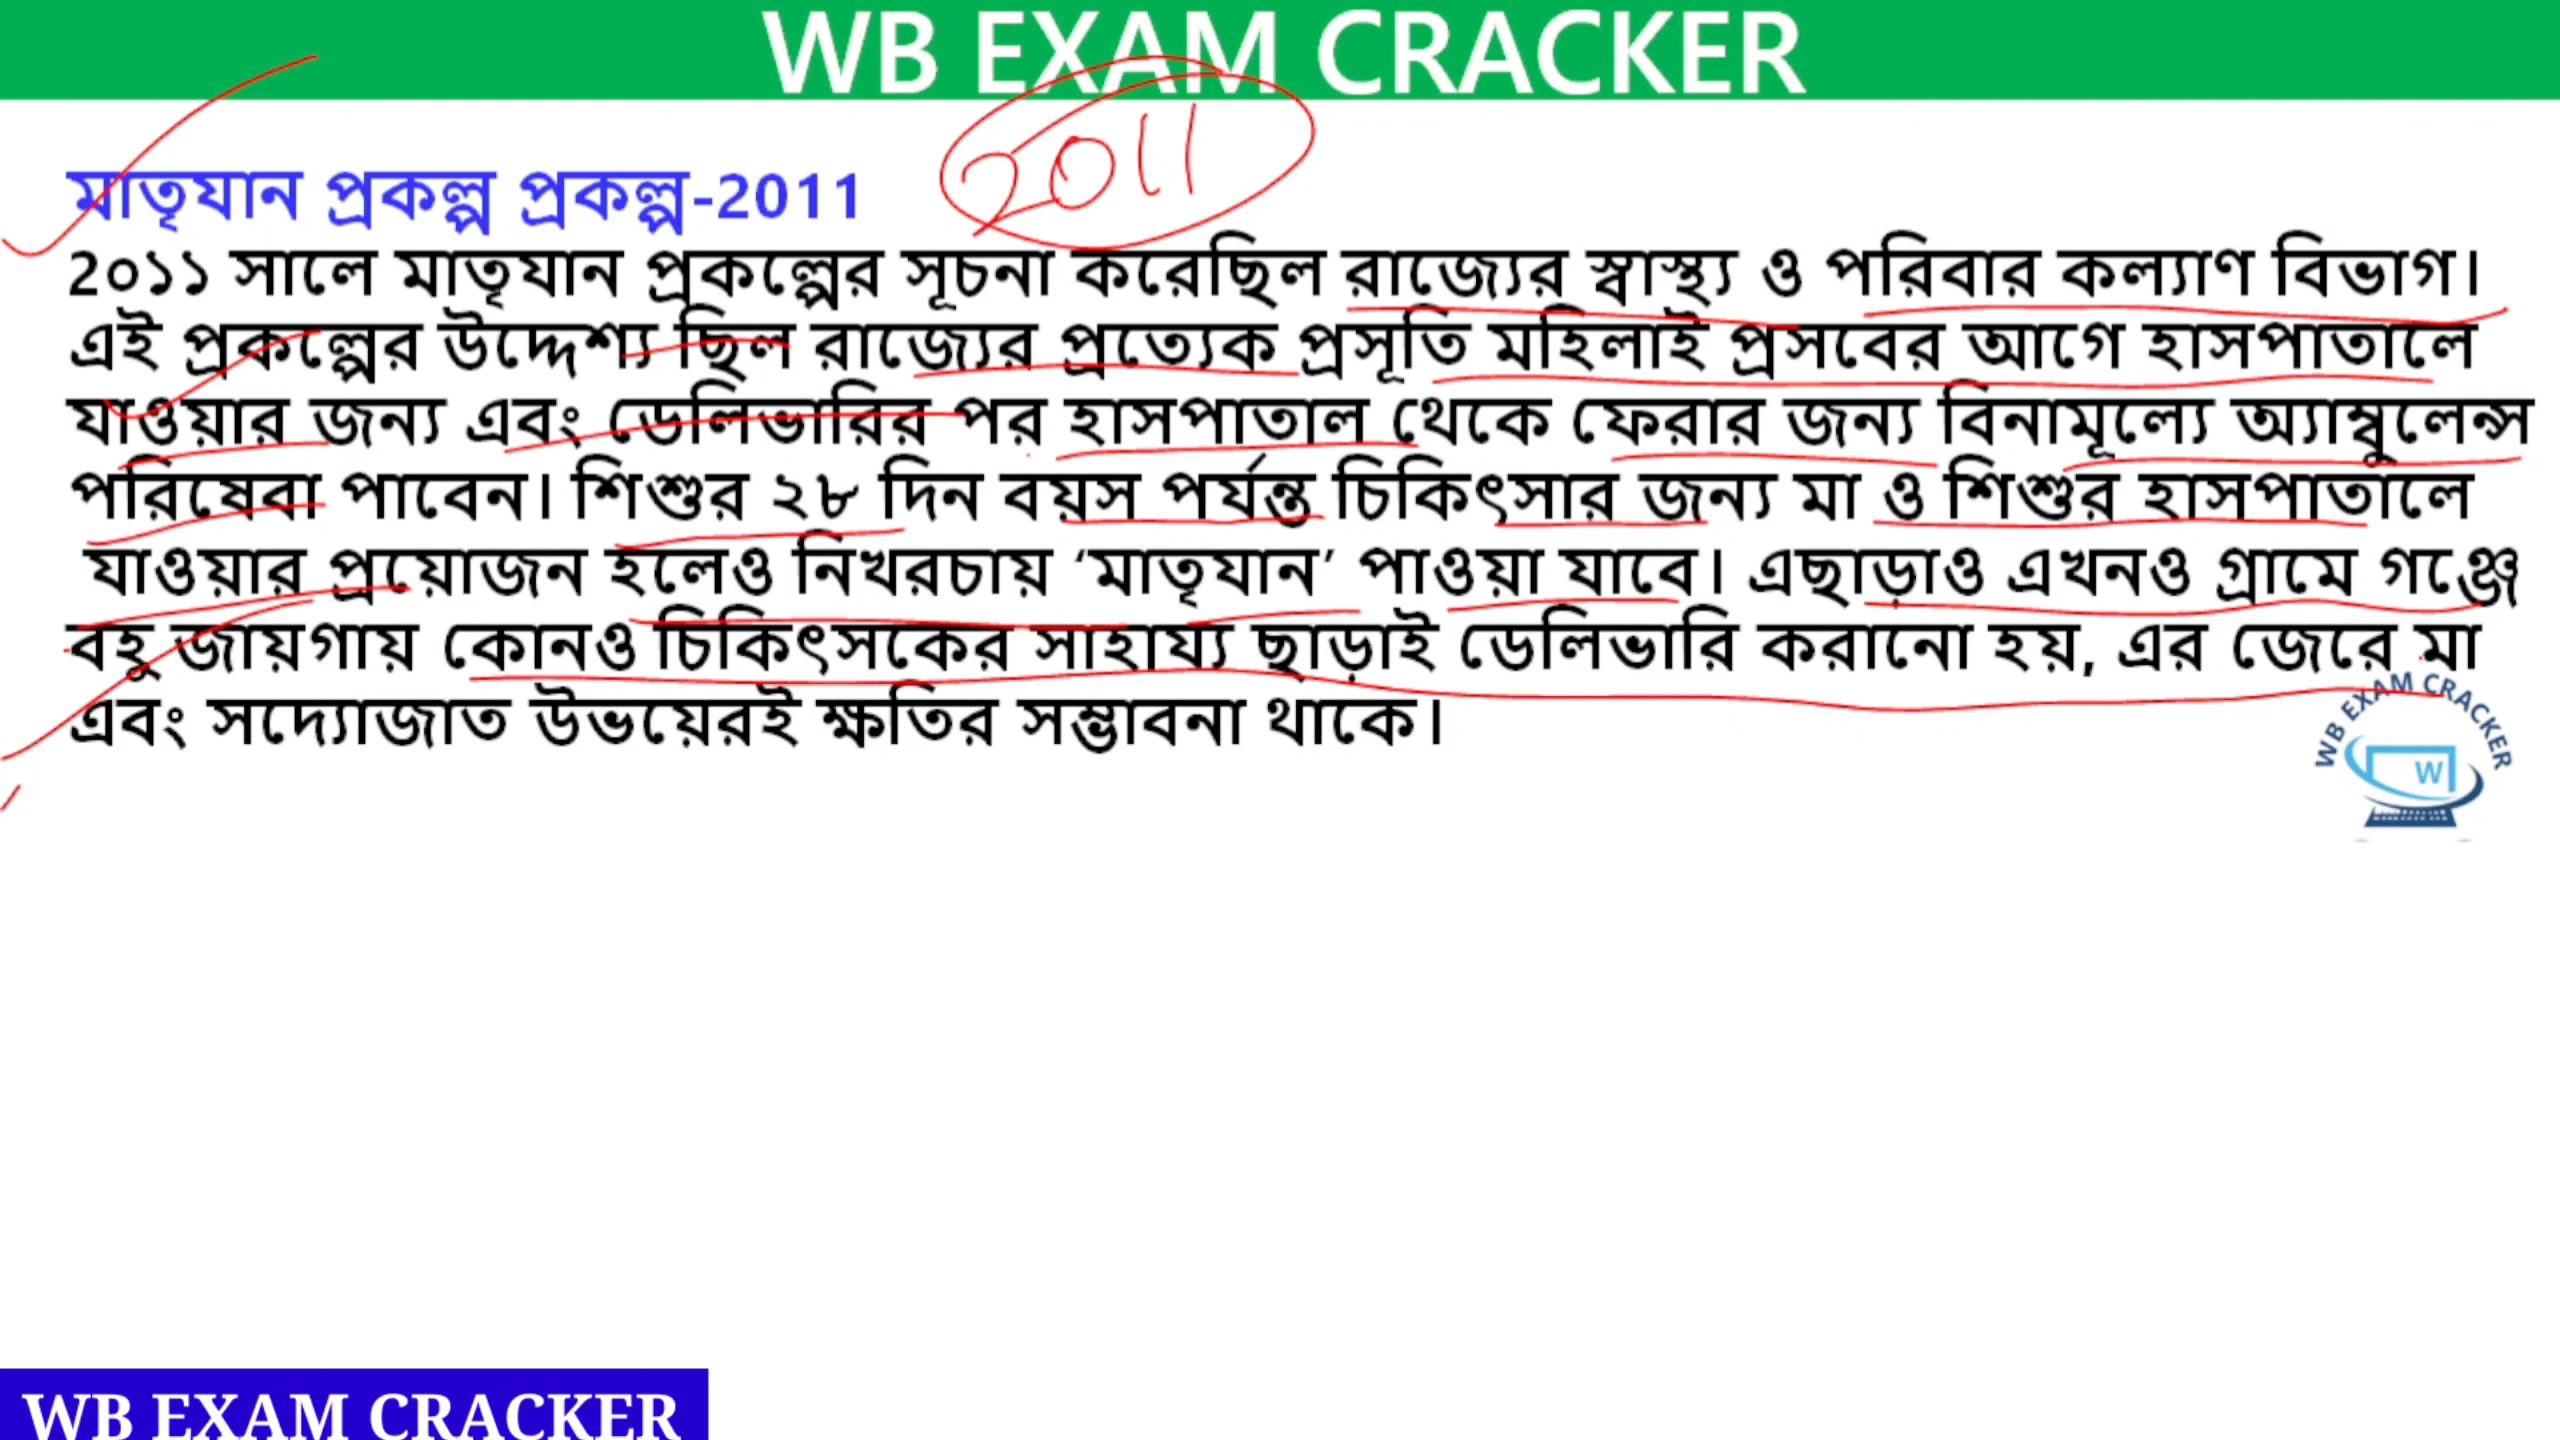 WB EXAM CRACKER
2011
মাতৃযান প্রকল্প প্রকল্প-2011
2০১১ সালে মাতৃযান প্রকল্পের সূচনা করেছিল রাজ্যের স্বাস্থ্য ও পরিবার কল্যাণ বিভাগ।
এই প্রকল্পের উদ্দেশ্য ছিল রাজ্যের প্রত্যেক প্রসূতি মহিলাই প্রসবের আগে হাসপাতালে
যাওয়ার জন্য এবং ডেলিভারির পর হাসপাতাল থেকে ফেরার জন্য বিনামূল্যে অ্যাম্বুলেন্স
পরিষেবা পাবেন। শিশুর ২৮ দিন বয়স পর্যন্ত চিকিৎসার জন্য মা ও শিশুর হাসপাতালে
যাওয়ার প্রয়োজন হলেও নিখরচায় ‘মাতৃযান’ পাওয়া যাবে। এছাড়াও এখনও গ্রামে গঞ্জে
বহু জায়গায় কোনও চিকিৎসকের সাহায্য ছাড়াই ডেলিভারি করানো হয়, এর জেরে মা
এবং সদ্যোজাত উভয়েরই ক্ষতির সম্ভাবনা থাকে।
WB EXAM CRACKER
W
WB EXAM CRACKER